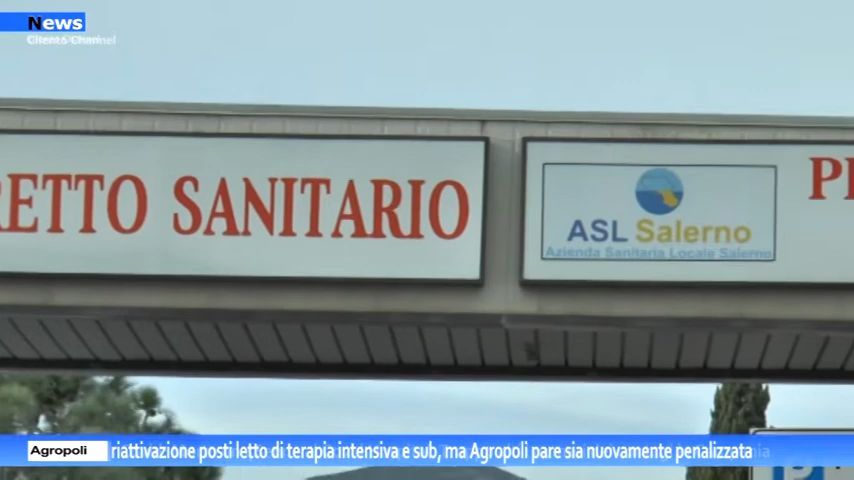 News
Cilento Channel
RETTO SANITARIO
ASL Salerno
Azienda Sanitaria Locale Salerno
Agropoli
riattivazione posti letto di terapia intensiva e sub, ma Agropoli pare sia nuovamente penalizzata